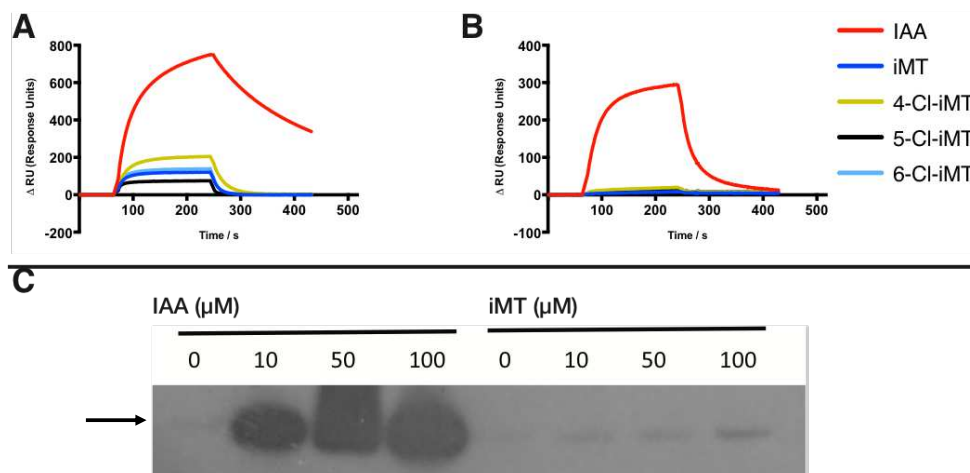 A
Δ RU (Response Units)
800
600
400
200
0
-200
100 200 300 400 500
Time / s
B
Δ RU (Response Units)
400
300
200
100
0
-100
100 200 300 400 500
Time / s
IAA
iMT
4-Cl-iMT
5-Cl-iMT
6-Cl-iMT
C
IAA (μM) iMT (μM)
0 10 50 100 0 10 50 100